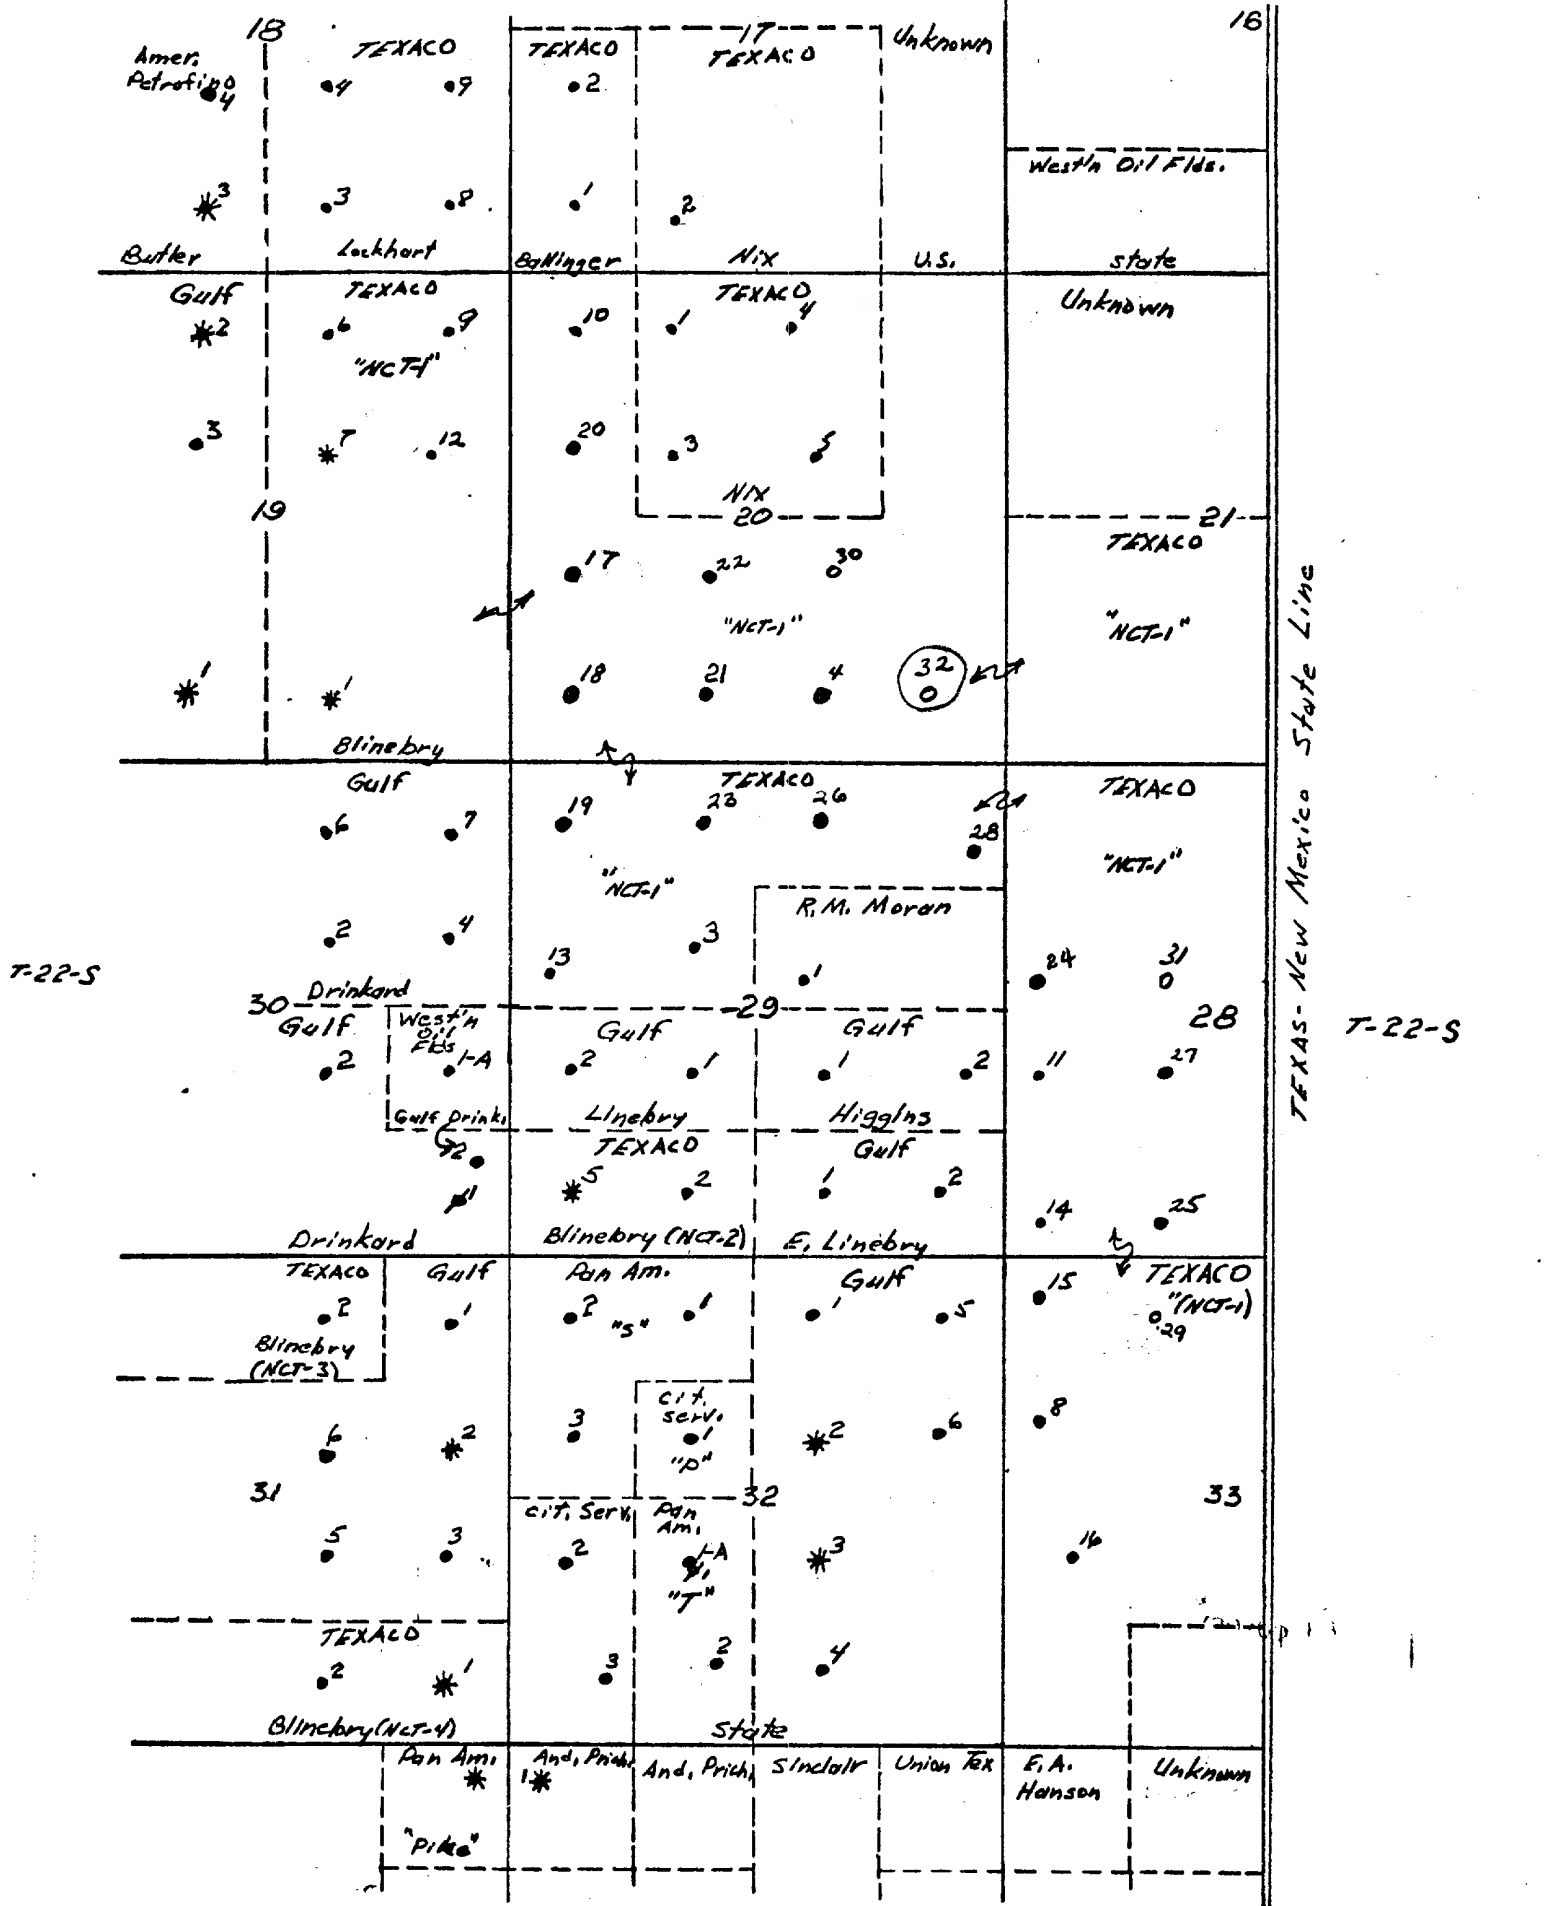 18
17
16
Amer.
Petrofina
4
TEXACO
4
9
TEXACO
2
TEXACO
Unknown
West'n Oil Flds.
3
3
8
1
2
Butler
Lockhart
Ballinger
Nix
U.S.
State
Gulf
2
TEXACO
6
9
10
TEXACO
1
4
Unknown
"NCT-1"
3
7
12
20
3
5
Nix
19
20
21
TEXACO
17
22
30
"NCT-1"
"NCT-1"
1
1
18
21
4
32
Blinebry
Gulf
TEXACO
TEXACO
6
7
19
23
26
28
"NCT-1"
"NCT-1"
R. M. Moran
2
4
13
3
1
24
31
T-22-S
Drinkard
30
29
28
T-22-S
TEXAS - New Mexico State Line
Gulf
West'n
Oil
Flds
Gulf
Gulf
2
1-A
2
1
1
2
11
27
Gulf Drink.
Linebry
Higgins
2
TEXACO
Gulf
1
5
2
1
2
14
25
Drinkard
Blinebry (NCT-2)
E. Linebry
TEXACO
Gulf
Pan Am.
Gulf
TEXACO
"(NCT-1)
2
1
2
"S"
1
1
5
15
29
Blinebry
(NCT-3)
Cit.
Serv.
6
2
3
1
2
6
8
"P"
31
32
33
Cit. Serv.
Pan
Am.
5
3
2
1-A
1
3
16
"T"
TEXACO
2
1
3
2
4
Blinebry (NCT-4)
State
Pan Am.
And. Prich.
1
And. Prich.
Sinclair
Union Tex
E. A.
Hanson
Unknown
"Pike"